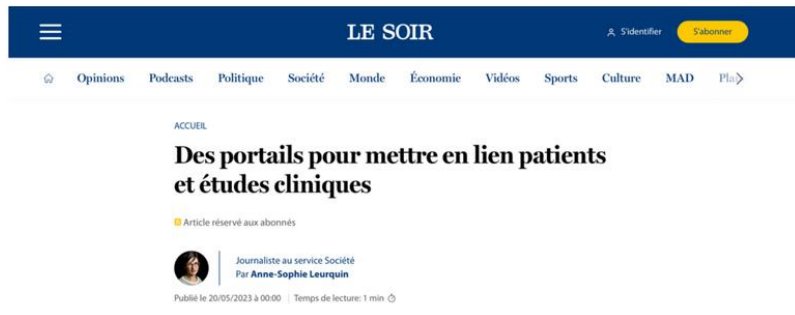 LE SOIR
S'identifier
S'abonner
Opinions Podcasts Politique Société Monde Économie Vidéos Sports Culture MAD
ACCUEIL
Des portails pour mettre en lien patients
et études cliniques
Article réservé aux abonnés
Journaliste au service Société
Par Anne-Sophie Leurquin
Publié le 20/05/2023 à 00:00 | Temps de lecture: 1 min